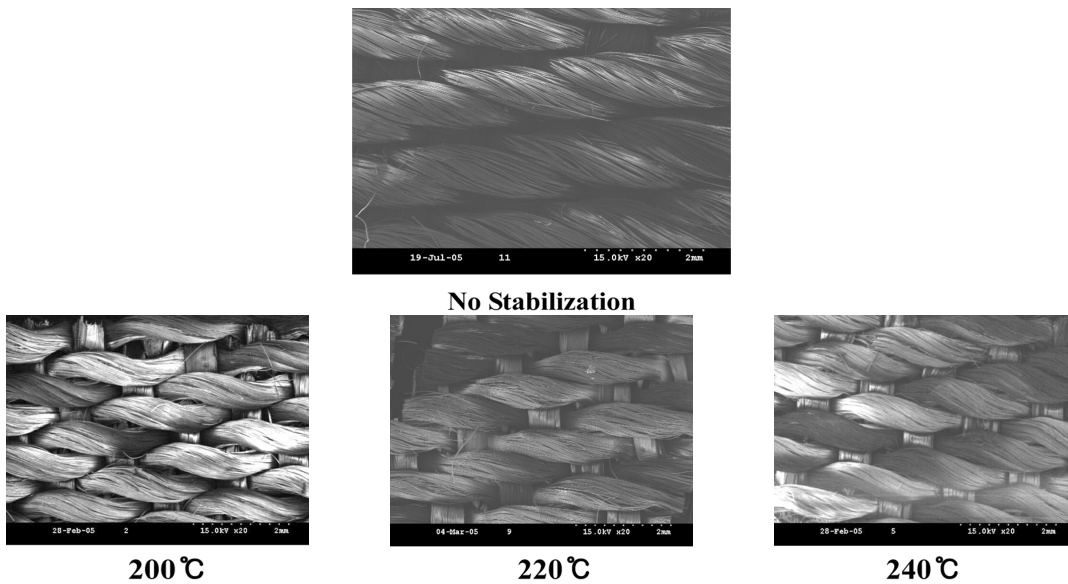 19-Jul-05 11 15.0kV x20 2mm
No Stabilization
28-Feb-05 2 15.0kV x20 2mm
04-Mar-05 9 15.0kV x20 2mm
28-Feb-05 5 15.0kV x20 2mm
200℃
220℃
240℃